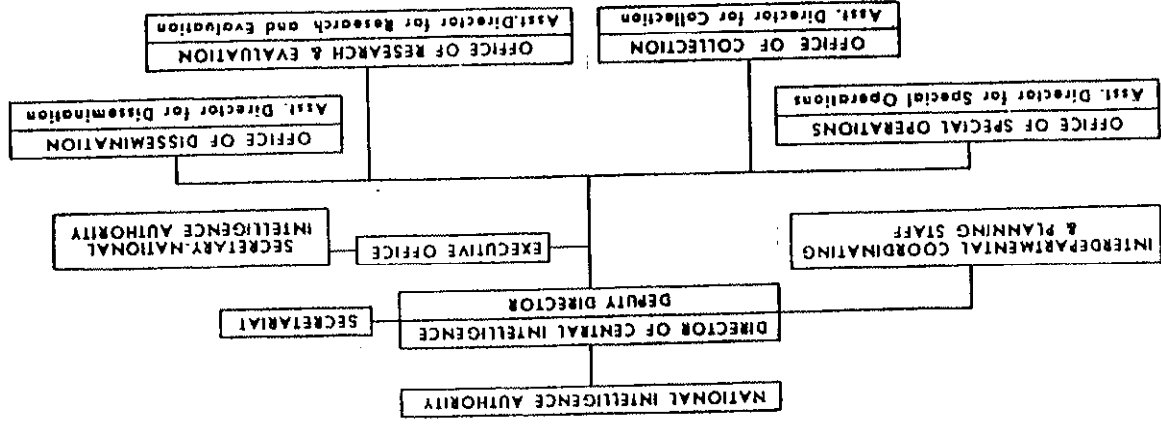 NATIONAL INTELLIGENCE AUTHORITY
DIRECTOR OF CENTRAL INTELLIGENCE
DEPUTY DIRECTOR
SECRETARIAT
INTERDEPARTMENTAL COORDINATING
& PLANNING STAFF
EXECUTIVE OFFICE
SECRETARY-NATIONAL
INTELLIGENCE AUTHORITY
OFFICE OF SPECIAL OPERATIONS
Asst. Director for Special Operations
OFFICE OF COLLECTION
Asst. Director for Collection
OFFICE OF RESEARCH & EVALUATION
Asst.Director for Research and Evaluation
OFFICE OF DISSEMINATION
Asst. Director for Dissemination